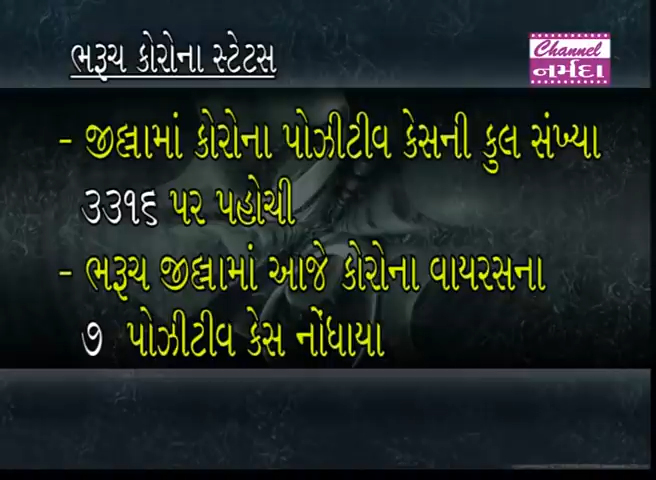 ભરૂચ કોરોના સ્ટેટસ
Channel
નર્મદા
- જીલ્લામાં કોરોના પોઝીટીવ કેસની કુલ સંખ્યા
૩૩૧૬ પર પહોચી
- ભરૂચ જીલ્લામાં આજે કોરોના વાયરસના
૭ પોઝીટીવ કેસ નોંધાયા